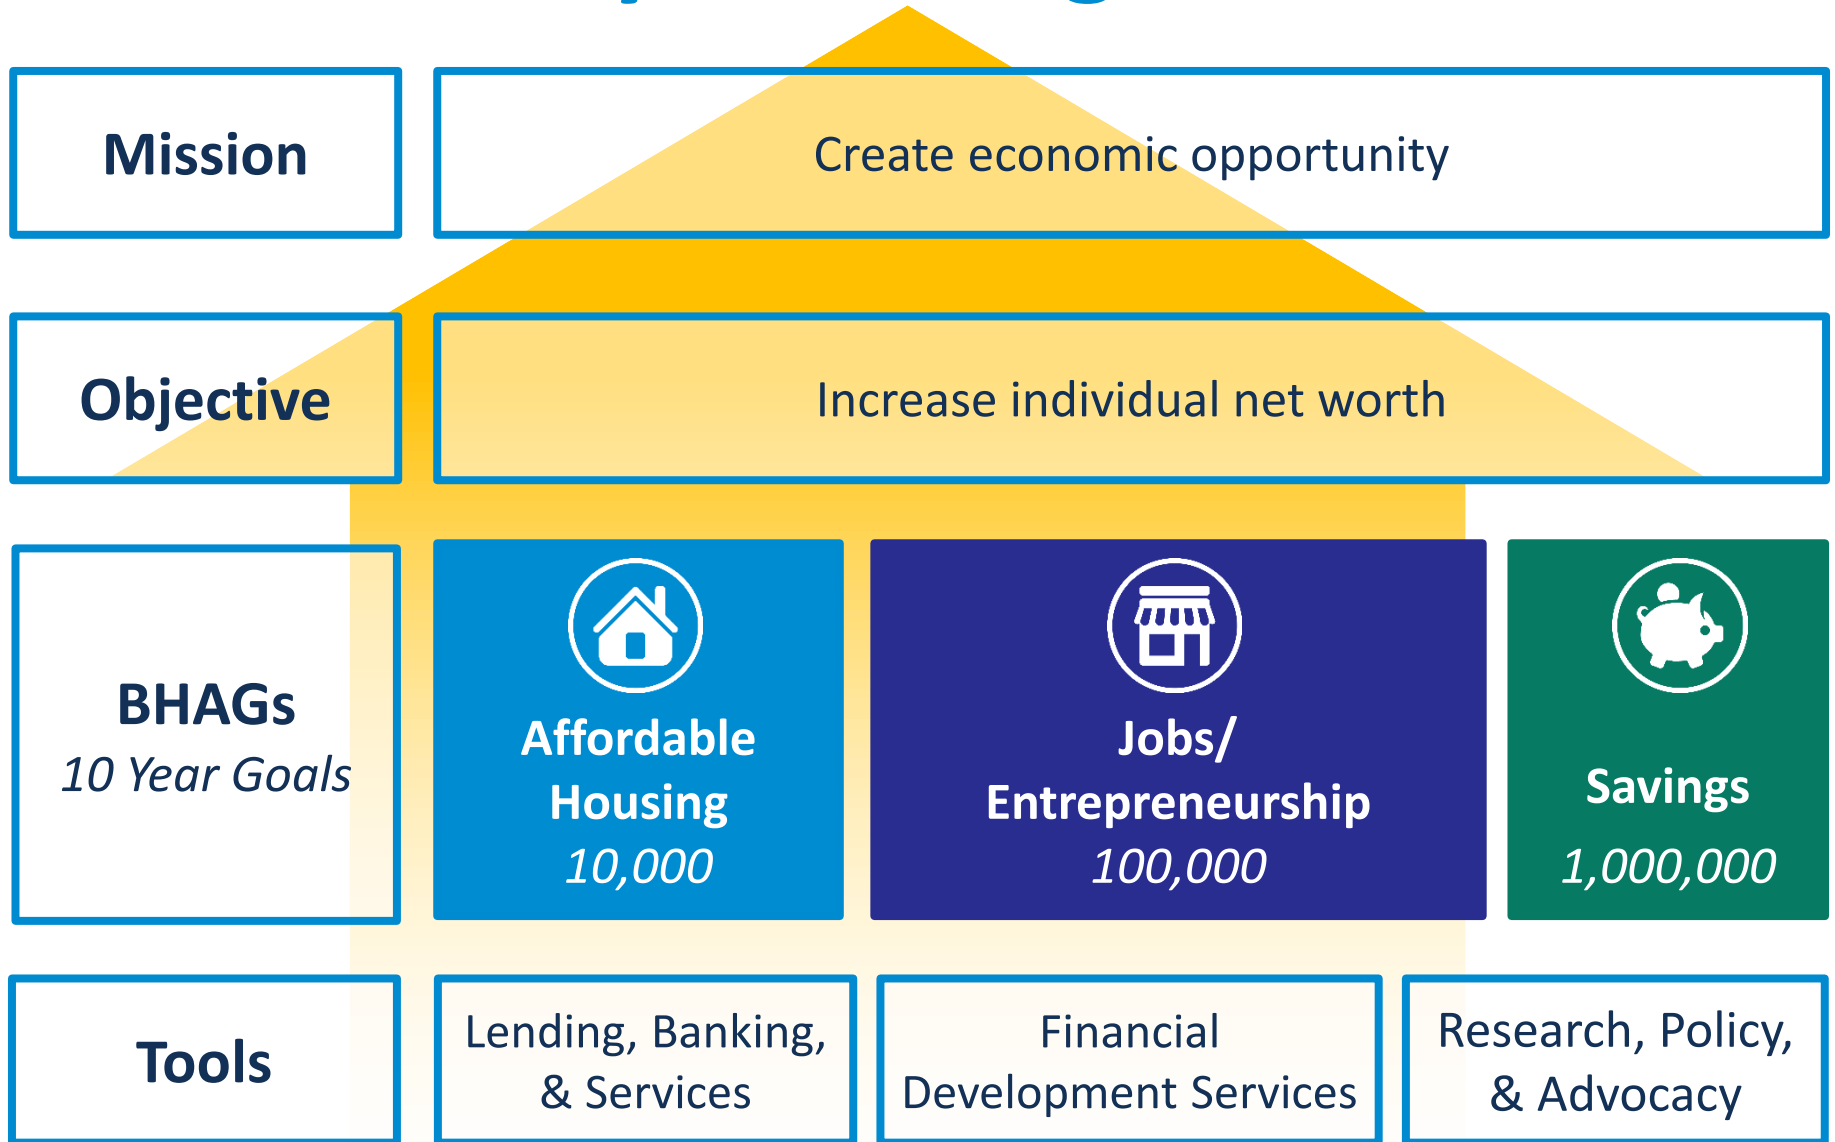 Mission
Create economic opportunity
Objective
Increase individual net worth
BHAGs
10 Year Goals
Affordable
Housing
10,000
Jobs/
Entrepreneurship
100,000
Savings
1,000,000
Tools
Lending, Banking,
& Services
Financial
Development Services
Research, Policy,
& Advocacy